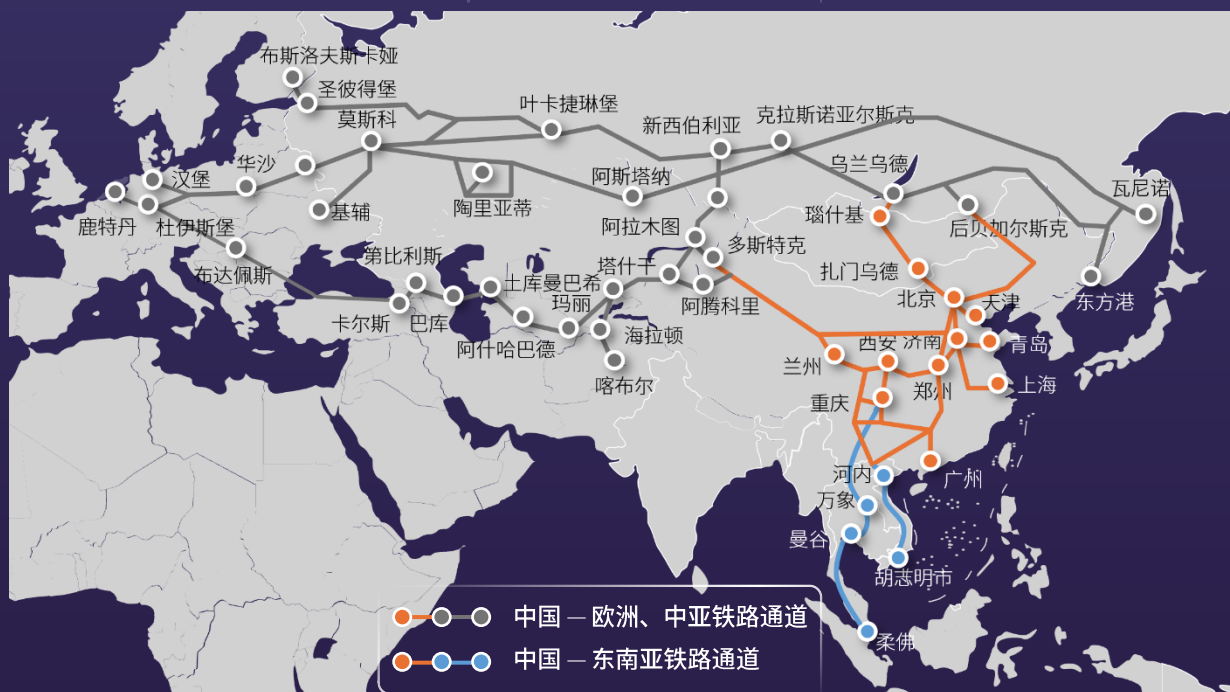 布斯洛夫斯卡娅
圣彼得堡
莫斯科
叶卡捷琳堡
新西伯利亚
克拉斯诺亚尔斯克
华沙
汉堡
乌兰乌德
阿斯塔纳
瓦尼诺
鹿特丹
杜伊斯堡
基辅
陶里亚蒂
瑙什基
后贝加尔斯克
阿拉木图
多斯特克
布达佩斯
第比利斯
塔什干
扎门乌德
土库曼巴希
北京
天津
东方港
玛丽
阿腾科里
卡尔斯
巴库
海拉顿
西安
济南
青岛
阿什哈巴德
兰州
喀布尔
郑州
上海
重庆
河内
广州
万象
曼谷
胡志明市
柔佛
中国 — 欧洲、中亚铁路通道
中国 — 东南亚铁路通道